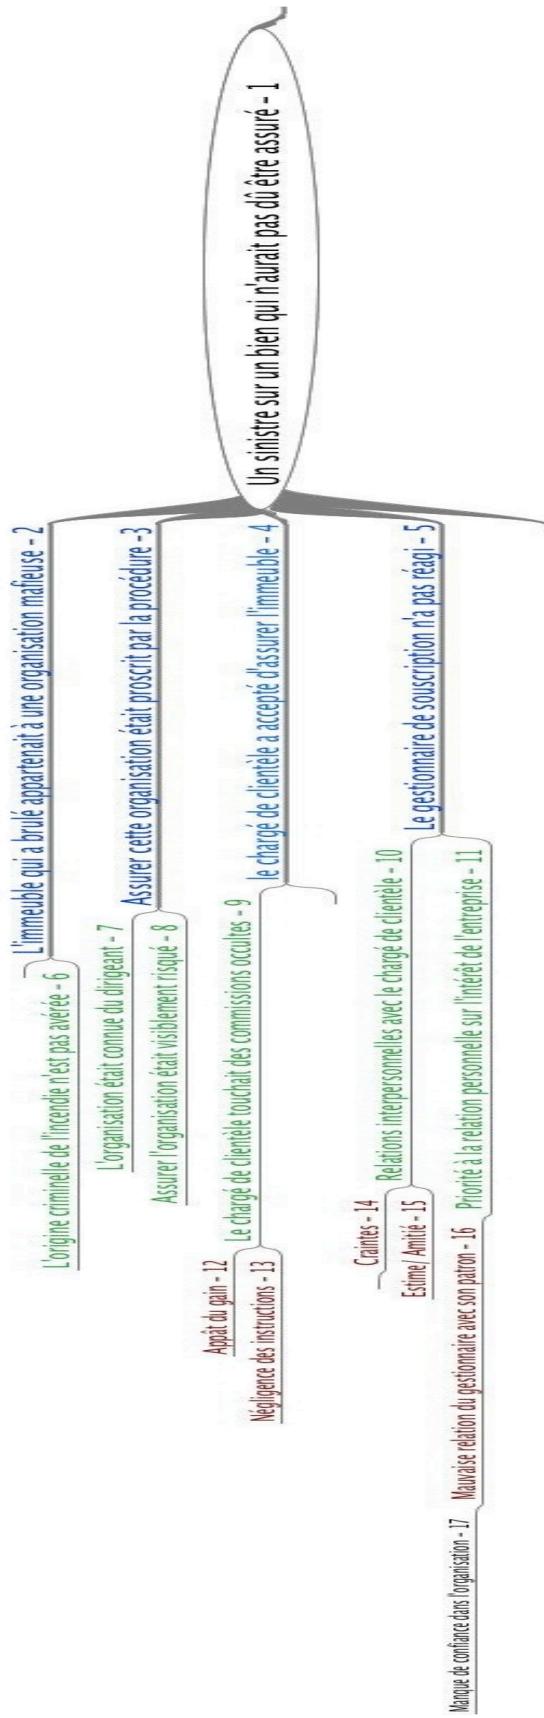 Un sinistre sur un bien qui n'aurait pas dû être assuré - 1
L'immeuble qui a brulé appartenait à une organisation mafieuse - 2
L'origine criminelle de l'incendie n'est pas avérée - 6
Assurer cette organisation était proscrit par la procédure - 3
L'organisation était connue du dirigeant - 7
Assurer l'organisation était visiblement risqué - 8
le chargé de clientèle a accepté d'assurer l'immeuble - 4
Le chargé de clientèle touchait des commissions occultes - 9
Appât du gain - 12
Négligence des instructions - 13
Le gestionnaire de souscription n'a pas réagi - 5
Relations interpersonnelles avec le chargé de clientèle - 10
Craintes - 14
Estime/ Amitié - 15
Priorité à la relation personnelle sur l'intérêt de l'entreprise - 11
Mauvaise relation du gestionnaire avec son patron - 16
Manque de confiance dans l'organisation - 17